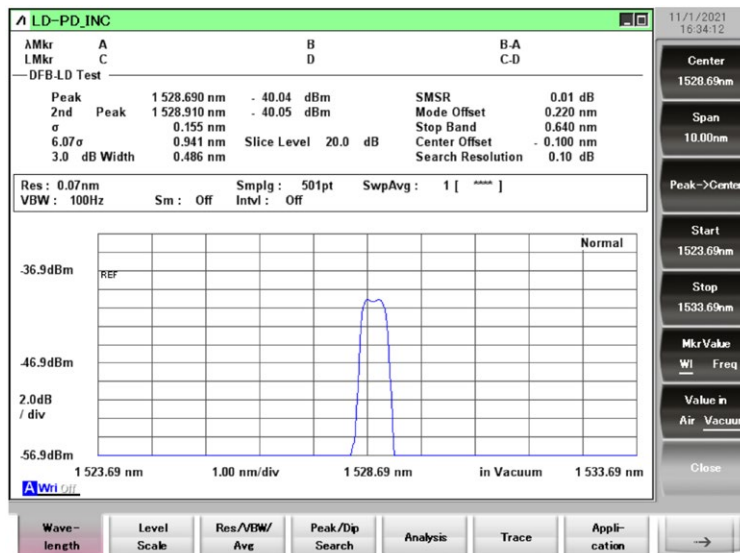 LD-PD_INC
λMkr A B B-A
LMkr C D C-D
DFB-LD Test
Peak 1 528.690 nm - 40.04 dBm SMSR 0.01 dB
2nd Peak 1 528.910 nm - 40.05 dBm Mode Offset 0.220 nm
σ 0.155 nm Stop Band 0.640 nm
6.07σ 0.941 nm Slice Level 20.0 dB Center Offset - 0.100 nm
3.0 dB Width 0.486 nm Search Resolution 0.10 dB
Res : 0.07nm Smplg : 501pt SwpAvg : 1 [ **** ]
VBW : 100Hz Sm : Off Intvl : Off
Normal
-36.9dBm
REF
-46.9dBm
2.0dB
/ div
-56.9dBm
1 523.69 nm 1.00 nm/div 1 528.69 nm in Vacuum 1 533.69 nm
A Wri Off
11/1/2021
16:34:12
Center
1528.69nm
Span
10.00nm
Peak->Center
Start
1523.69nm
Stop
1533.69nm
MkrValue
Wl Freq
Value in
Air Vacuum
Close
Wave-
length
Level
Scale
Res/VBW/
Avg
Peak/Dip
Search
Analysis
Trace
Appli-
cation
-->